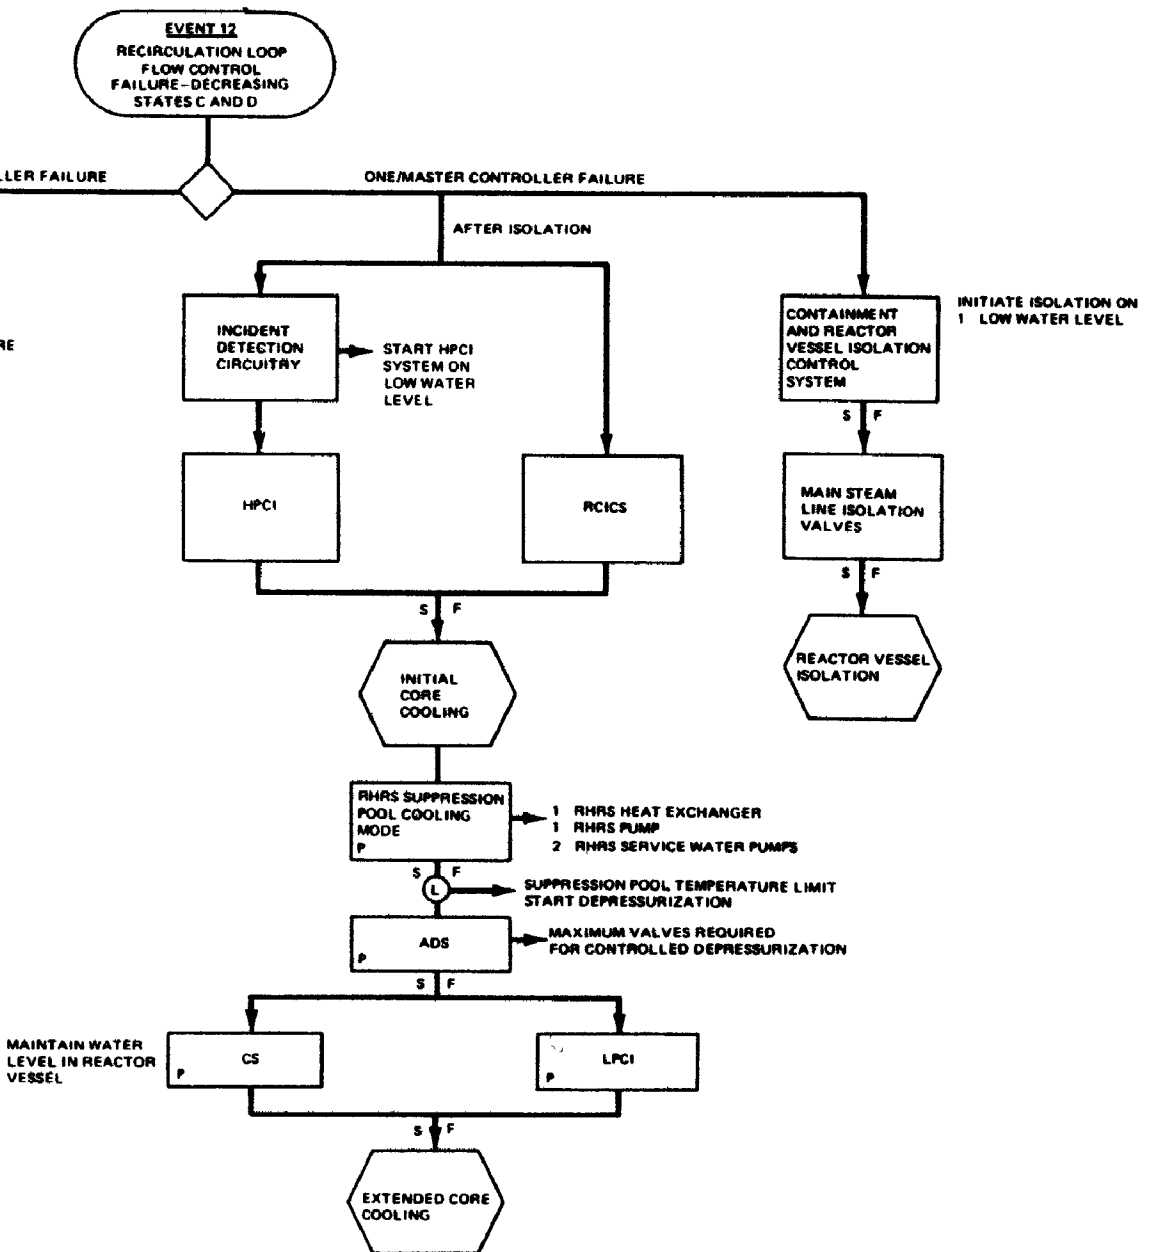 EVENT 12
RECIRCULATION LOOP
FLOW CONTROL
FAILURE-DECREASING
STATES C AND D
LLER FAILURE
ONE/MASTER CONTROLLER FAILURE
AFTER ISOLATION
INCIDENT
DETECTION
CIRCUITRY
START HPCI
SYSTEM ON
LOW WATER
LEVEL
RE
CONTAINMENT
AND REACTOR
VESSEL ISOLATION
CONTROL
SYSTEM
INITIATE ISOLATION ON
1 LOW WATER LEVEL
S F
HPCI
RCICS
MAIN STEAM
LINE ISOLATION
VALVES
S F
S F
INITIAL
CORE
COOLING
REACTOR VESSEL
ISOLATION
RHRS SUPPRESSION
POOL COOLING
MODE
P
1 RHRS HEAT EXCHANGER
1 RHRS PUMP
2 RHRS SERVICE WATER PUMPS
S F
L
SUPPRESSION POOL TEMPERATURE LIMIT
START DEPRESSURIZATION
ADS
P
MAXIMUM VALVES REQUIRED
FOR CONTROLLED DEPRESSURIZATION
S F
MAINTAIN WATER
LEVEL IN REACTOR
VESSEL
CS
P
LPCI
P
S F
EXTENDED CORE
COOLING